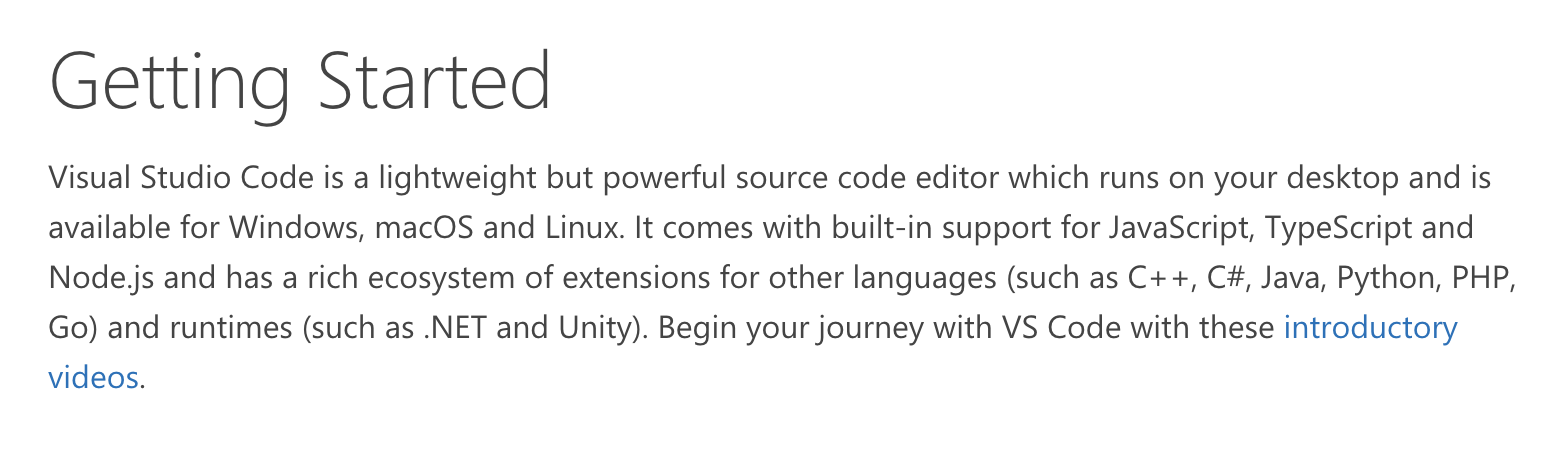 Getting Started
Visual Studio Code is a lightweight but powerful source code editor which runs on your desktop and is
available for Windows, macOS and Linux. It comes with built-in support for JavaScript, TypeScript and
Node.js and has a rich ecosystem of extensions for other languages (such as C++, C#, Java, Python, PHP,
Go) and runtimes (such as .NET and Unity). Begin your journey with VS Code with these introductory
videos.